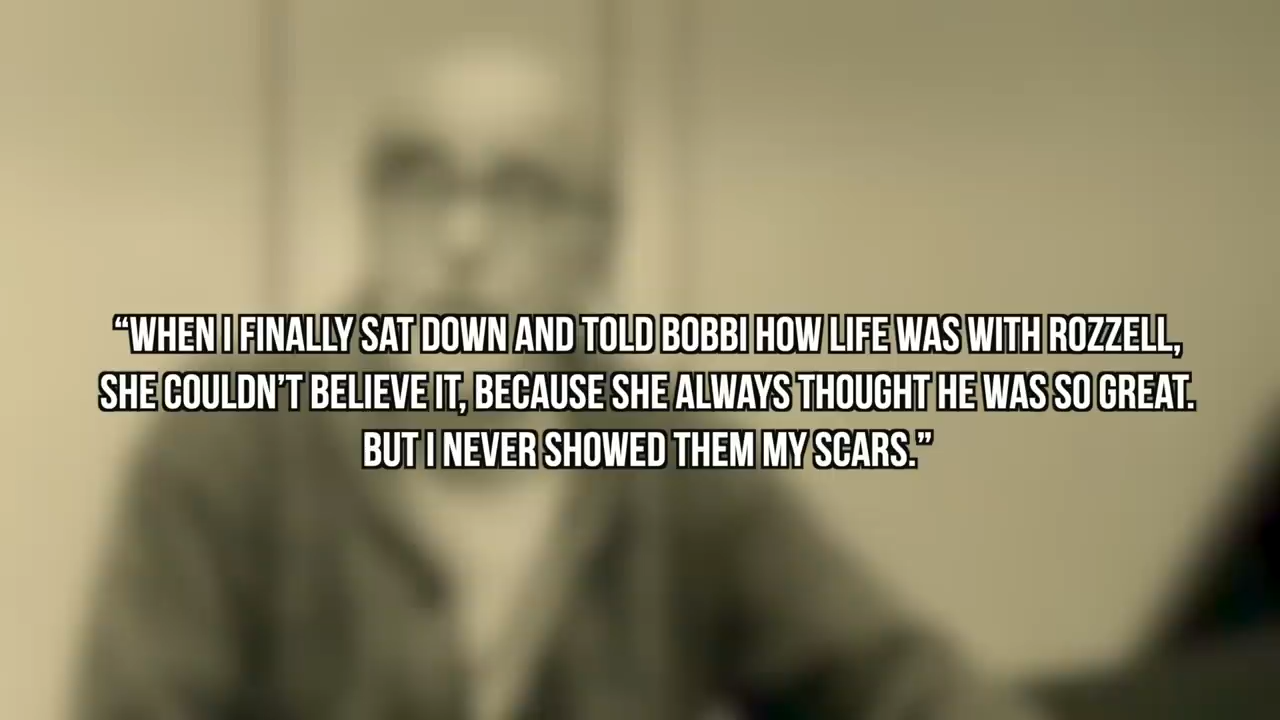 “WHEN I FINALLY SAT DOWN AND TOLD BOBBI HOW LIFE WAS WITH ROZZELL,
SHE COULDN’T BELIEVE IT, BECAUSE SHE ALWAYS THOUGHT HE WAS SO GREAT.
BUT I NEVER SHOWED THEM MY SCARS.”